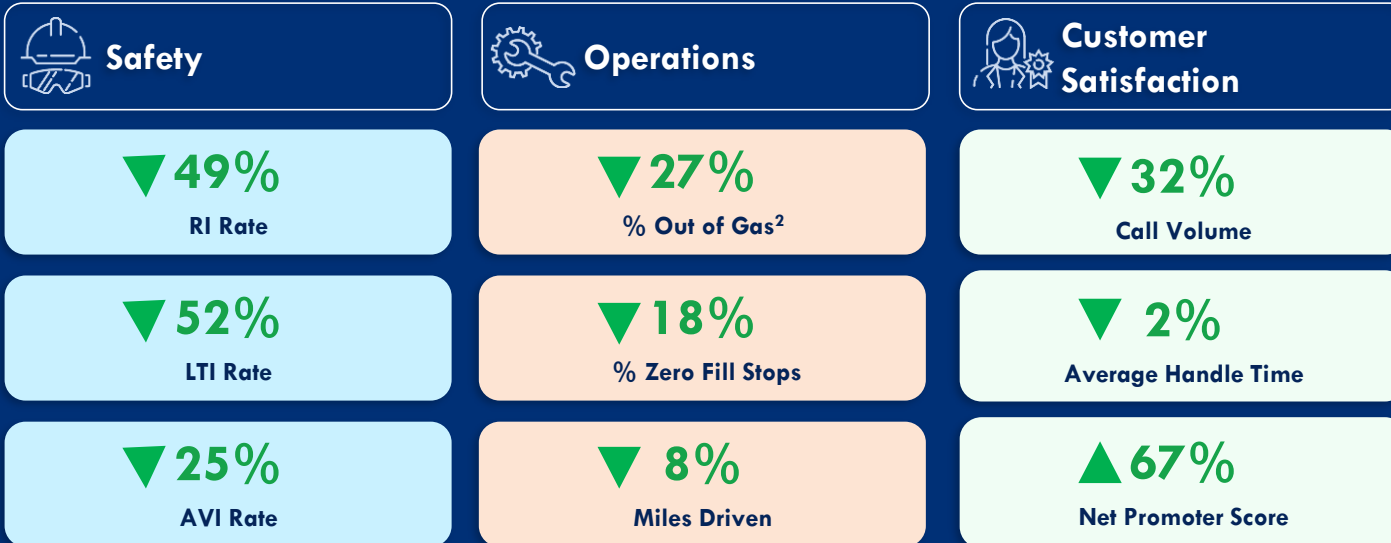 Safety
▼49%
RI Rate
▼52%
LTI Rate
▼25%
AVI Rate
Operations
▼27%
% Out of Gas²
▼18%
% Zero Fill Stops
▼ 8%
Miles Driven
Customer
Satisfaction
▼32%
Call Volume
▼ 2%
Average Handle Time
▲67%
Net Promoter Score